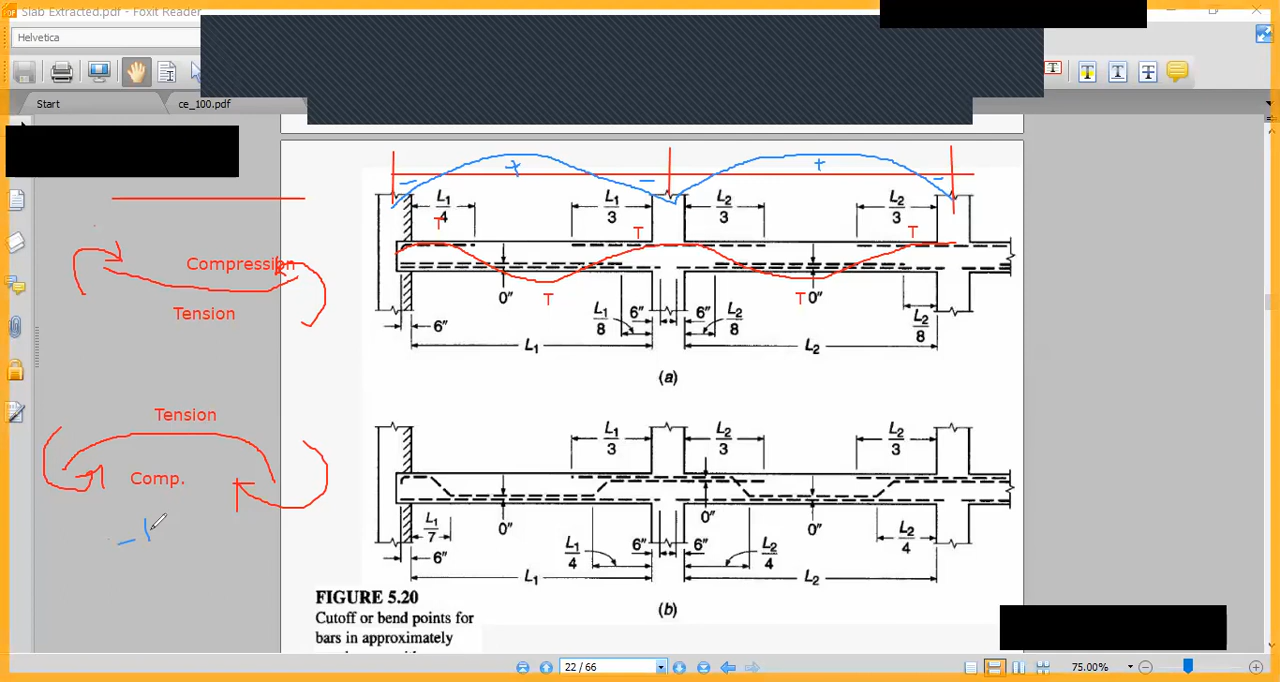 Slab Extracted.pdf - Foxit Reader
Helvetica
Start
ce_100.pdf
+ +
− − −
L1/4 L1/3 L2/3 L2/3
T T T
Compression
Tension
0" T T 0"
L1/8 6" 6" L2/8 L2/8
6"
L1 L2
(a)
Tension
Comp.
L1/3 L2/3 L2/3
0" 0" 0"
L1/7 L1/4 6" 6" L2/4 L2/4
6"
L1 L2
(b)
FIGURE 5.20
Cutoff or bend points for
bars in approximately
22 / 66
75.00%